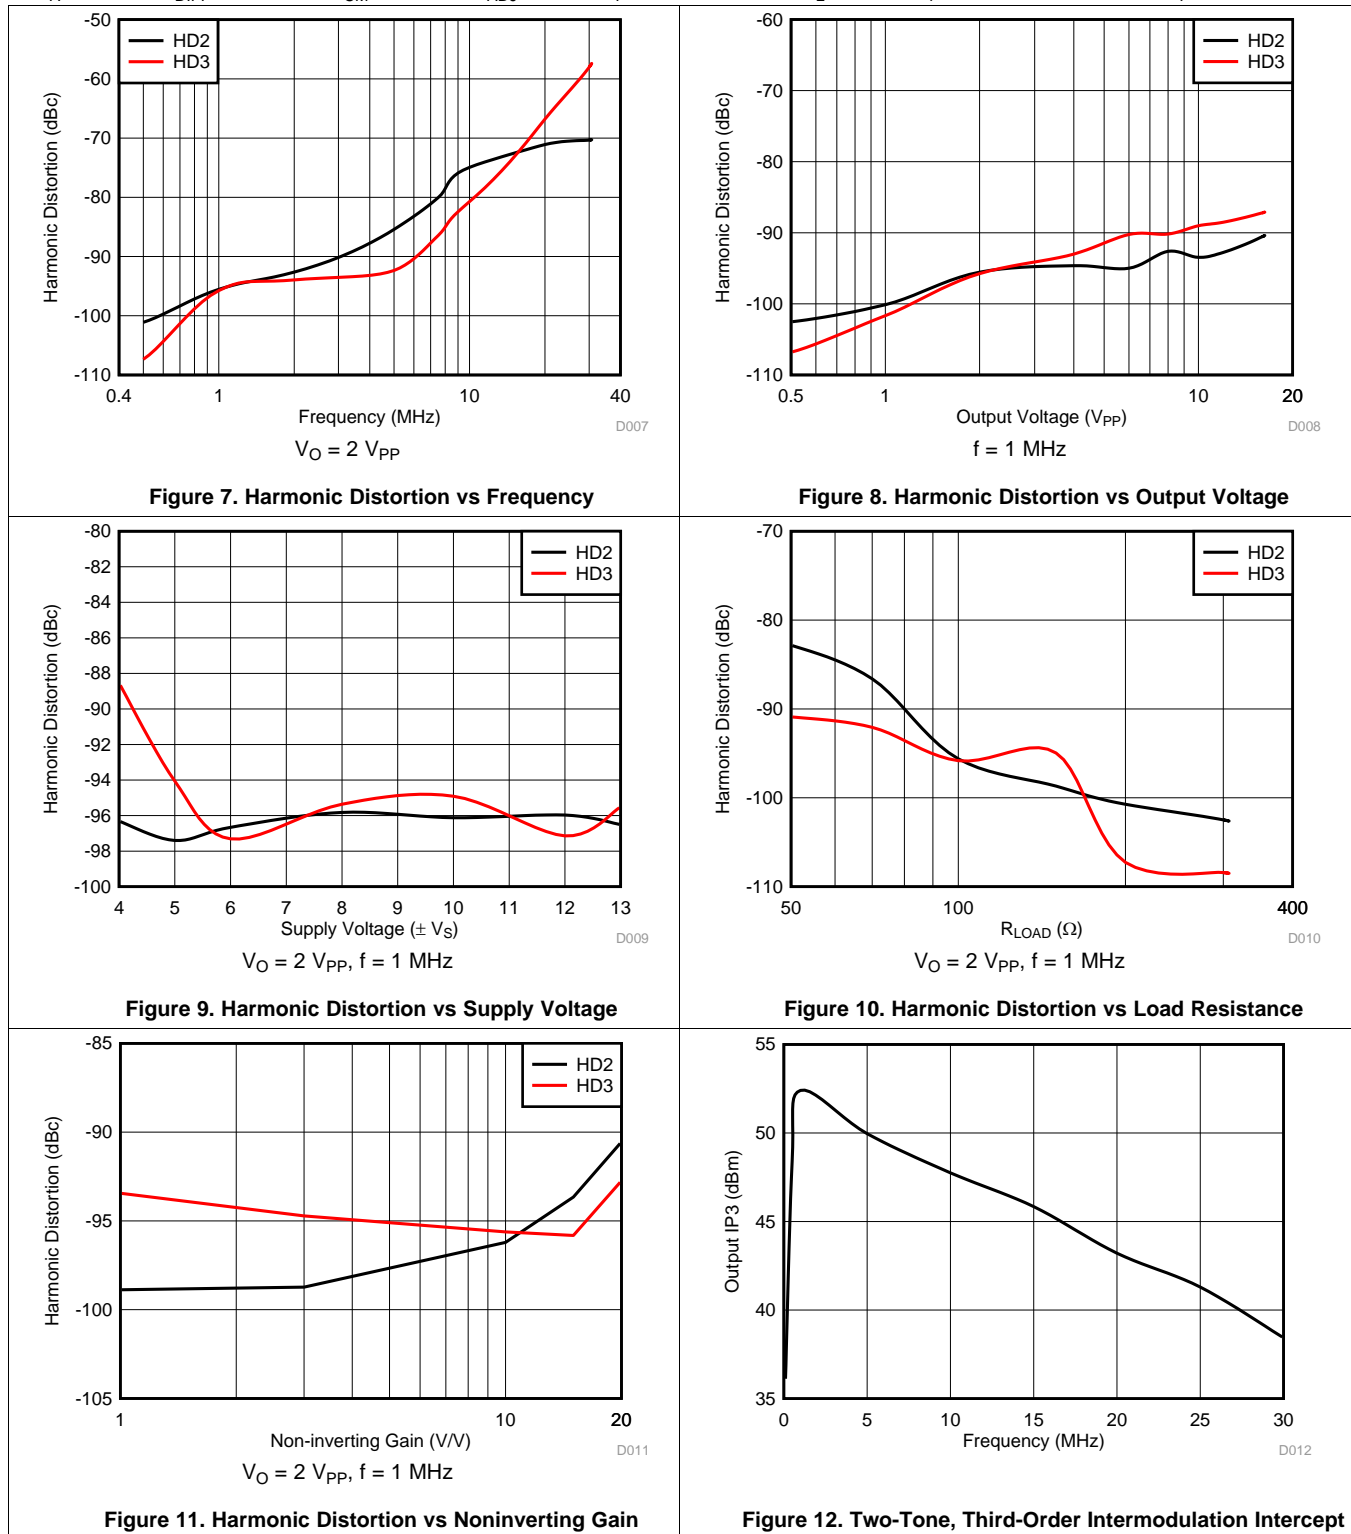 -50
-60
-70
-80
-90
-100
-110
0.4
1
10
40
HD2
HD3
Harmonic Distortion (dBc)
Frequency (MHz)
D007
VO = 2 VPP
Figure 7. Harmonic Distortion vs Frequency
-60
-70
-80
-90
-100
-110
0.5
1
10
20
HD2
HD3
Harmonic Distortion (dBc)
Output Voltage (VPP)
D008
f = 1 MHz
Figure 8. Harmonic Distortion vs Output Voltage
-80
-82
-84
-86
-88
-90
-92
-94
-96
-98
-100
4 5 6 7 8 9 10 11 12 13
HD2
HD3
Harmonic Distortion (dBc)
Supply Voltage (± VS)
D009
VO = 2 VPP, f = 1 MHz
Figure 9. Harmonic Distortion vs Supply Voltage
-70
-80
-90
-100
-110
50
100
400
HD2
HD3
Harmonic Distortion (dBc)
RLOAD (Ω)
D010
VO = 2 VPP, f = 1 MHz
Figure 10. Harmonic Distortion vs Load Resistance
-85
-90
-95
-100
-105
1
10
20
HD2
HD3
Harmonic Distortion (dBc)
Non-inverting Gain (V/V)
D011
VO = 2 VPP, f = 1 MHz
Figure 11. Harmonic Distortion vs Noninverting Gain
55
50
45
40
35
0 5 10 15 20 25 30
Output IP3 (dBm)
Frequency (MHz)
D012
Figure 12. Two-Tone, Third-Order Intermodulation Intercept